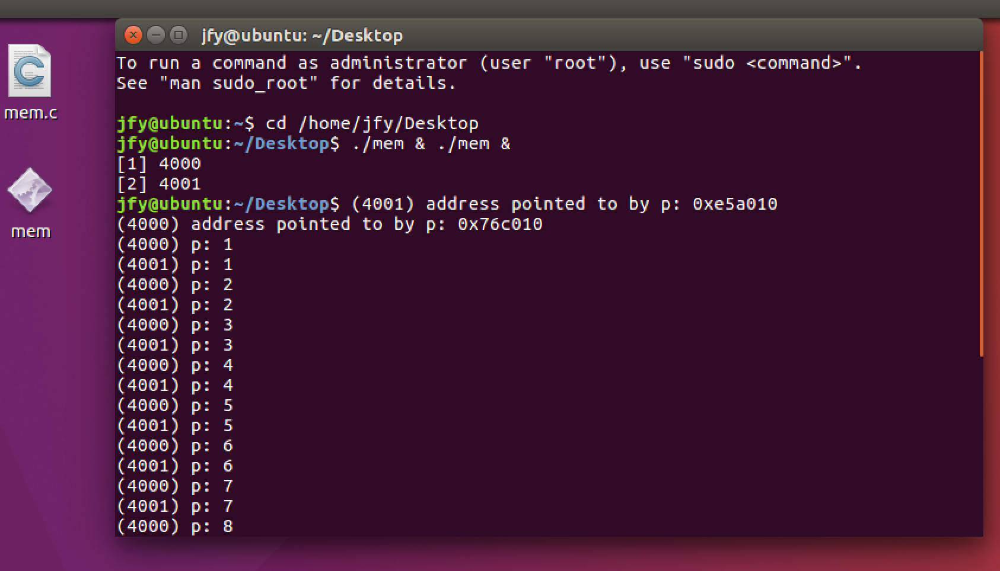 jfy@ubuntu: ~/Desktop
mem.c
mem
To run a command as administrator (user "root"), use "sudo <command>".
See "man sudo_root" for details.
jfy@ubuntu:~$ cd /home/jfy/Desktop
jfy@ubuntu:~/Desktop$ ./mem & ./mem &
[1] 4000
[2] 4001
jfy@ubuntu:~/Desktop$ (4001) address pointed to by p: 0xe5a010
(4000) address pointed to by p: 0x76c010
(4000) p: 1
(4001) p: 1
(4000) p: 2
(4001) p: 2
(4000) p: 3
(4001) p: 3
(4000) p: 4
(4001) p: 4
(4000) p: 5
(4001) p: 5
(4000) p: 6
(4001) p: 6
(4000) p: 7
(4001) p: 7
(4000) p: 8